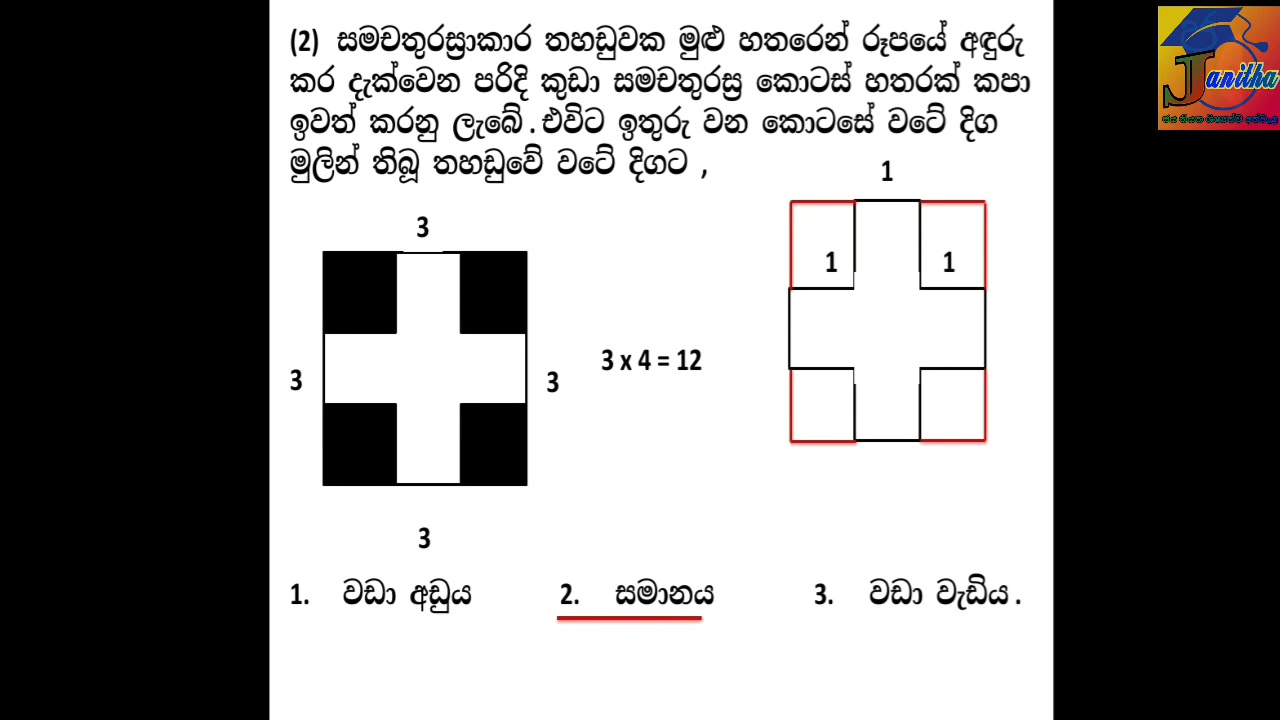 (2) සමචතුරස්‍රාකාර තහඩුවක මුළු හතරෙන් රූපයේ අඳුරු
කර දැක්වෙන පරිදි කුඩා සමචතුරස්‍ර කොටස් හතරක් කපා
ඉවත් කරනු ලැබේ. එවිට ඉතුරු වන කොටසේ වටේ දිග
මුලින් තිබූ තහඩුවේ වටේ දිගට ,
1
3
1 1
3 3
3 x 4 = 12
3
1. වඩා අඩුය 2. සමානය 3. වඩා වැඩිය.
Janitha